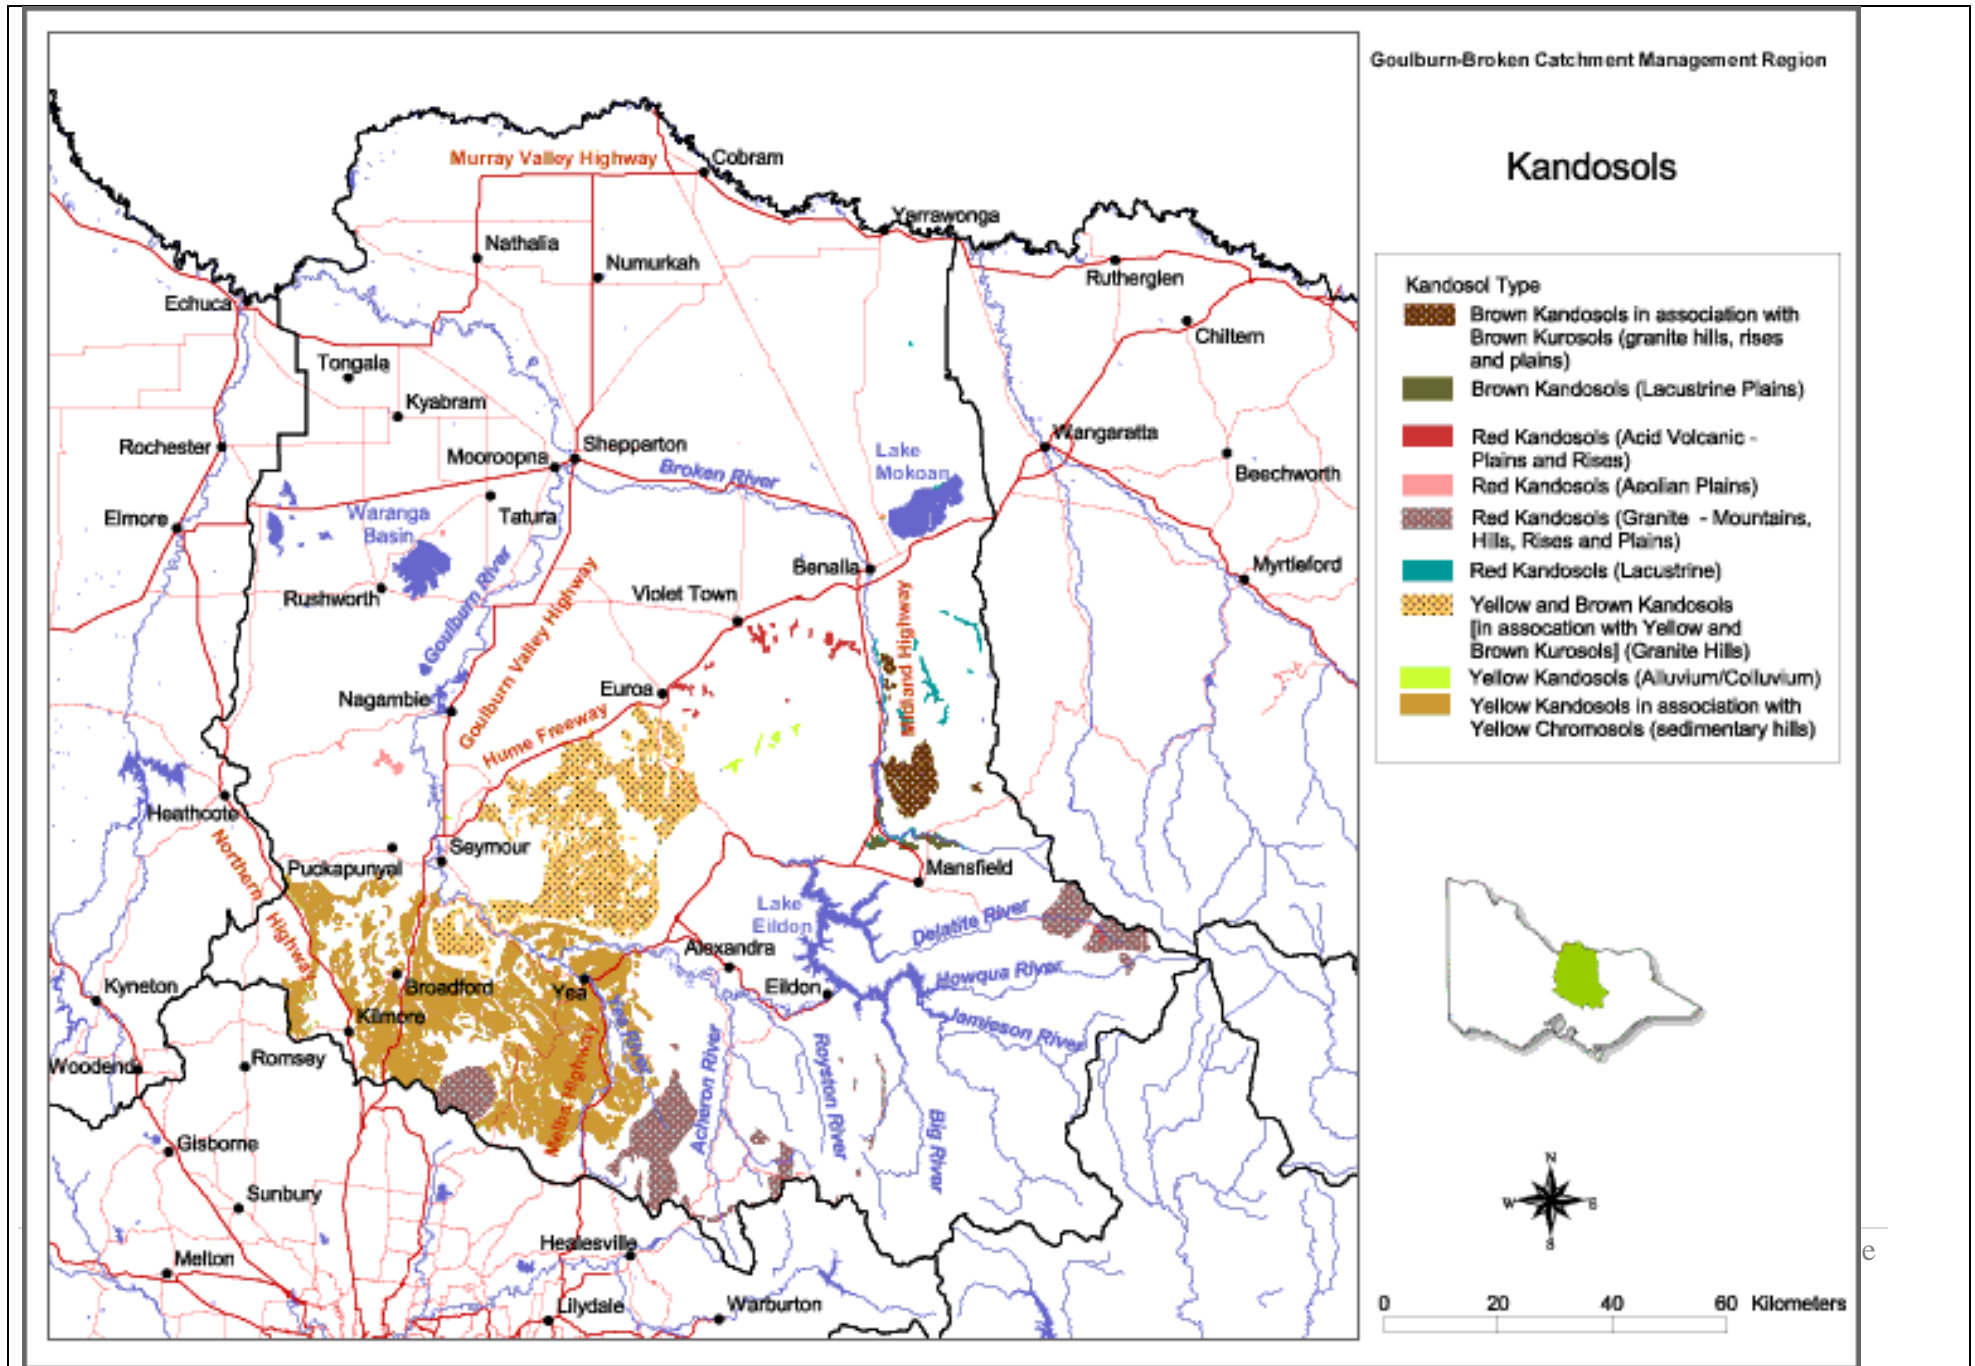 Goulburn-Broken Catchment Management Region
Kandosols
Kandosol Type
Brown Kandosols in association with
Brown Kurosols (granite hills, rises
and plains)
Brown Kandosols (Lacustrine Plains)
Red Kandosols (Acid Volcanic -
Plains and Rises)
Red Kandosols (Aeolian Plains)
Red Kandosols (Granite - Mountains,
Hills, Rises and Plains)
Red Kandosols (Lacustrine)
Yellow and Brown Kandosols
[in assocation with Yellow and
Brown Kurosols] (Granite Hills)
Yellow Kandosols (Alluvium/Colluvium)
Yellow Kandosols in association with
Yellow Chromosols (sedimentary hills)
Murray Valley Highway
Cobram
Yarrawonga
Nathalia
Numurkah
Rutherglen
Echuca
Chiltern
Tongala
Kyabram
Wangaratta
Rochester
Shepparton
Mooroopna
Broken River
Lake
Mokoan
Beechworth
Elmore
Waranga
Basin
Tatura
Benalla
Myrtleford
Rushworth
Violet Town
Goulburn River
Goulburn Valley Highway
Midland Highway
Euroa
Nagambie
Hume Freeway
Heathcote
Northern Highway
Seymour
Puckapunyal
Mansfield
Lake
Eildon
Delatite River
Alexandra
Howqua River
Kyneton
Broadford
Yea
Eildon
Kilmore
Yea River
Jamieson River
Woodend
Romsey
Melba Highway
Acheron River
Royston River
Big River
Gisborne
Sunbury
Healesville
Melton
Lilydale
Warburton
N
W
E
S
e
0 20 40 60 Kilometers